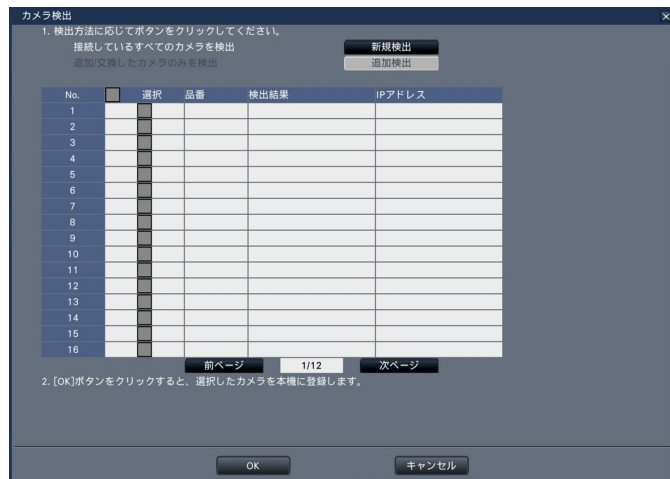 カメラ検出
1. 検出方法に応じてボタンをクリックしてください。
接続しているすべてのカメラを検出 新規検出
追加/交換したカメラのみを検出 追加検出
No. 選択 品番 検出結果 IPアドレス
1
2
3
4
5
6
7
8
9
10
11
12
13
14
15
16
前ページ 1/12 次ページ
2. [OK]ボタンをクリックすると、選択したカメラを本機に登録します。
OK キャンセル